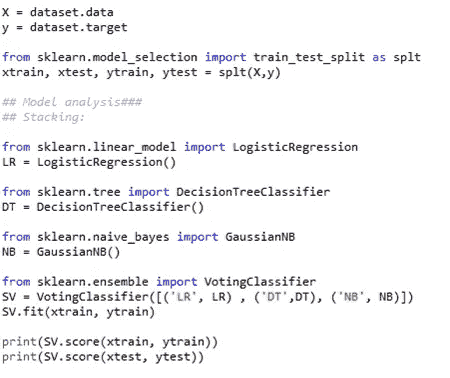 X = dataset.data
y = dataset.target
from sklearn.model_selection import train_test_split as splt
xtrain, xtest, ytrain, ytest = splt(X,y)
## Model analysis###
## Stacking:
from sklearn.linear_model import LogisticRegression
LR = LogisticRegression()
from sklearn.tree import DecisionTreeClassifier
DT = DecisionTreeClassifier()
from sklearn.naive_bayes import GaussianNB
NB = GaussianNB()
from sklearn.ensemble import VotingClassifier
SV = VotingClassifier([('LR', LR) , ('DT',DT), ('NB', NB)])
SV.fit(xtrain, ytrain)
print(SV.score(xtrain, ytrain))
print(SV.score(xtest, ytest))